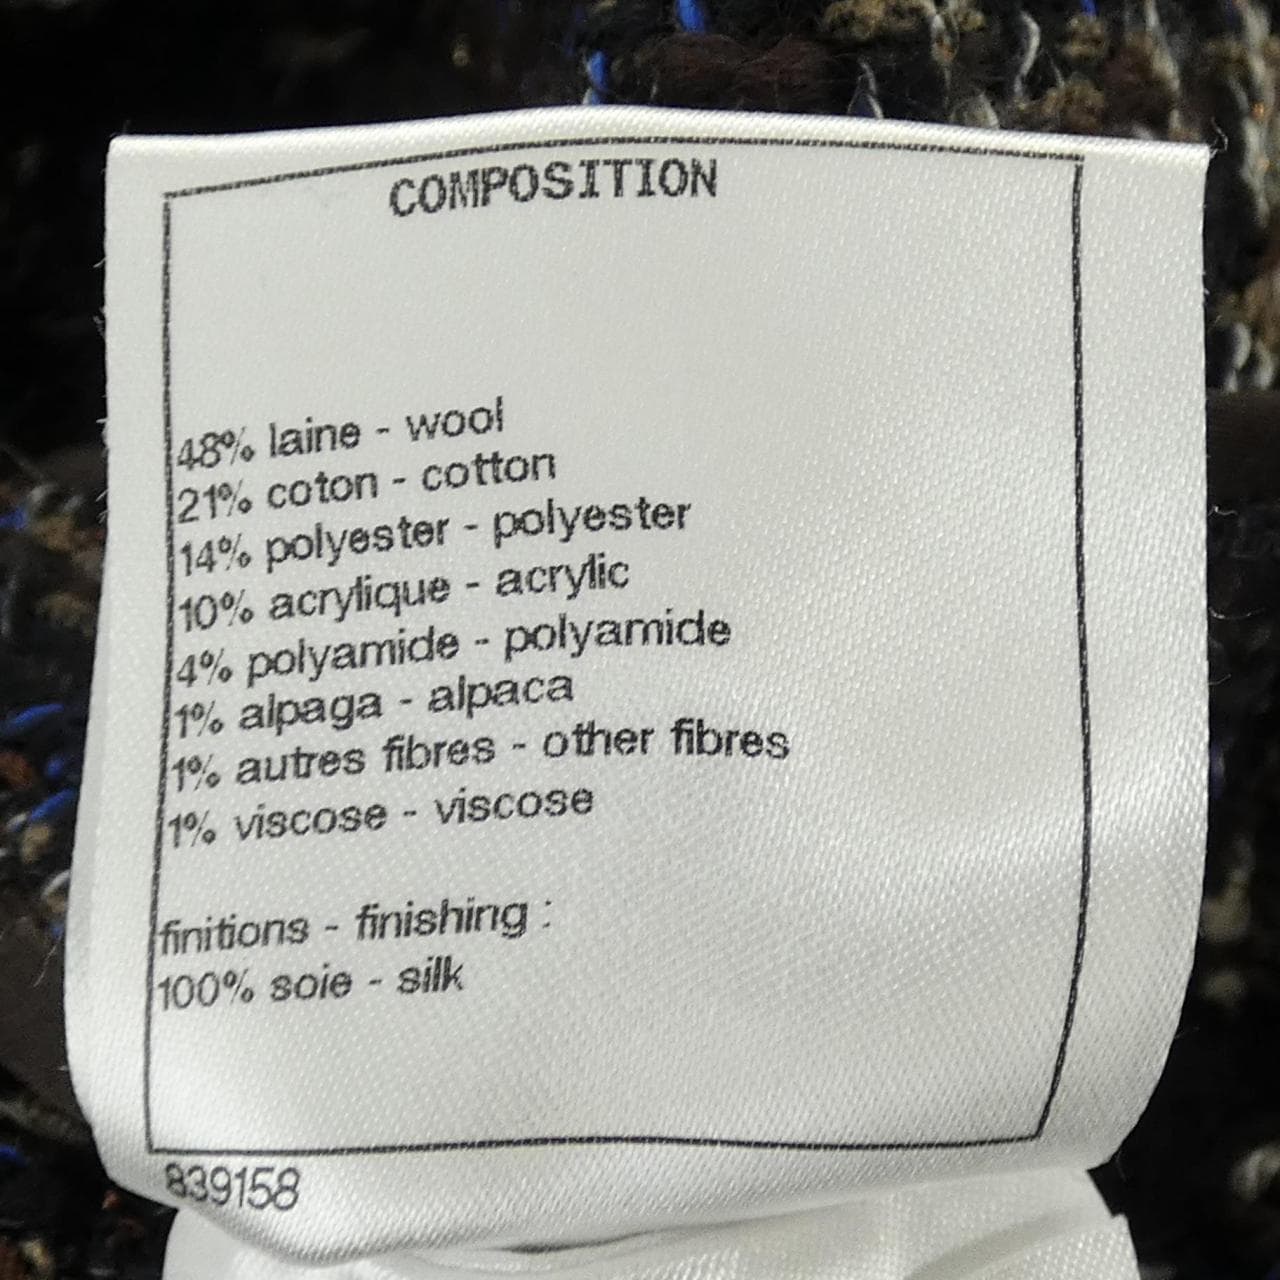 COMPOSITION
48% laine - wool
21% coton - cotton
14% polyester - polyester
10% acrylique - acrylic
4% polyamide - polyamide
1% alpaga - alpaca
1% autres fibres - other fibres
1% viscose - viscose
finitions - finishing :
100% soie - silk
839158